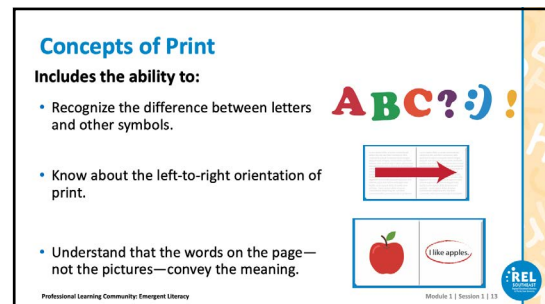 Concepts of Print
Includes the ability to:
• Recognize the difference between letters
and other symbols.
ABC?:)!
• Know about the left-to-right orientation of
print.
• Understand that the words on the page—
not the pictures—convey the meaning.
I like apples.
Professional Learning Community: Emergent Literacy
Module 1 | Session 1 | 13
REL
SOUTHEAST